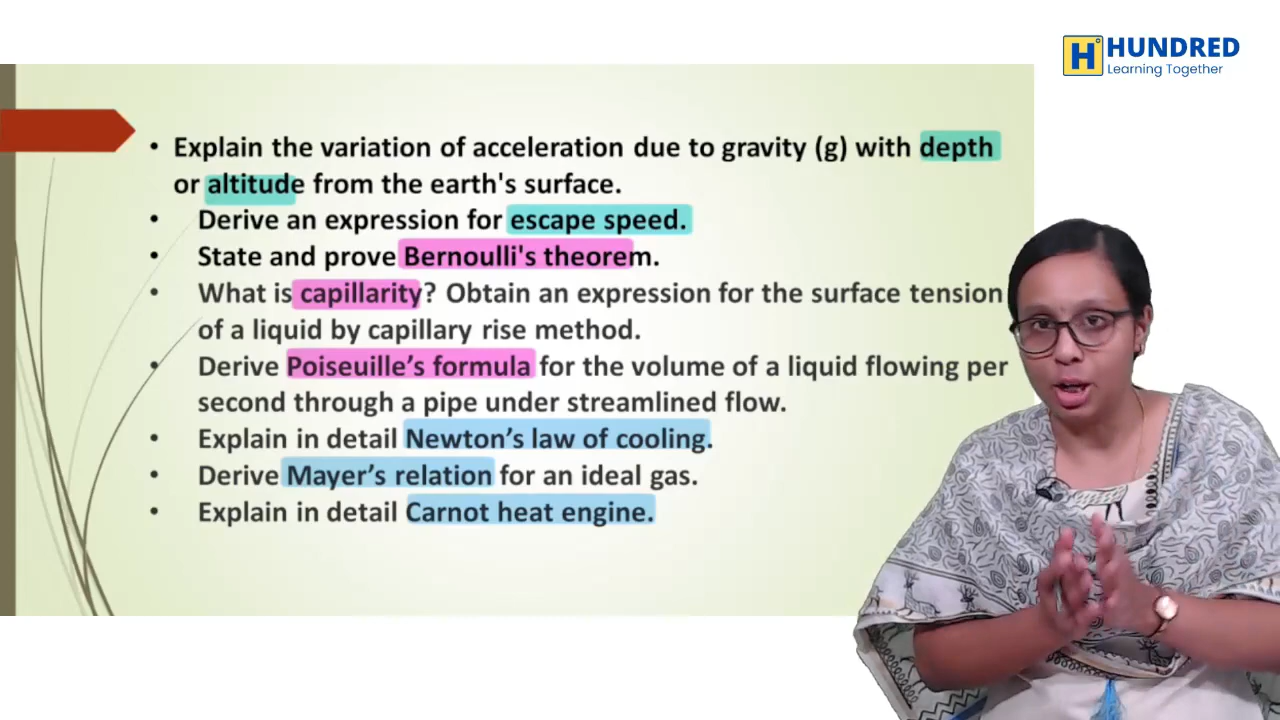 H° HUNDRED
Learning Together
• Explain the variation of acceleration due to gravity (g) with depth
or altitude from the earth's surface.
• Derive an expression for escape speed.
• State and prove Bernoulli's theorem.
• What is capillarity? Obtain an expression for the surface tension
of a liquid by capillary rise method.
• Derive Poiseuille’s formula for the volume of a liquid flowing per
second through a pipe under streamlined flow.
• Explain in detail Newton’s law of cooling.
• Derive Mayer’s relation for an ideal gas.
• Explain in detail Carnot heat engine.